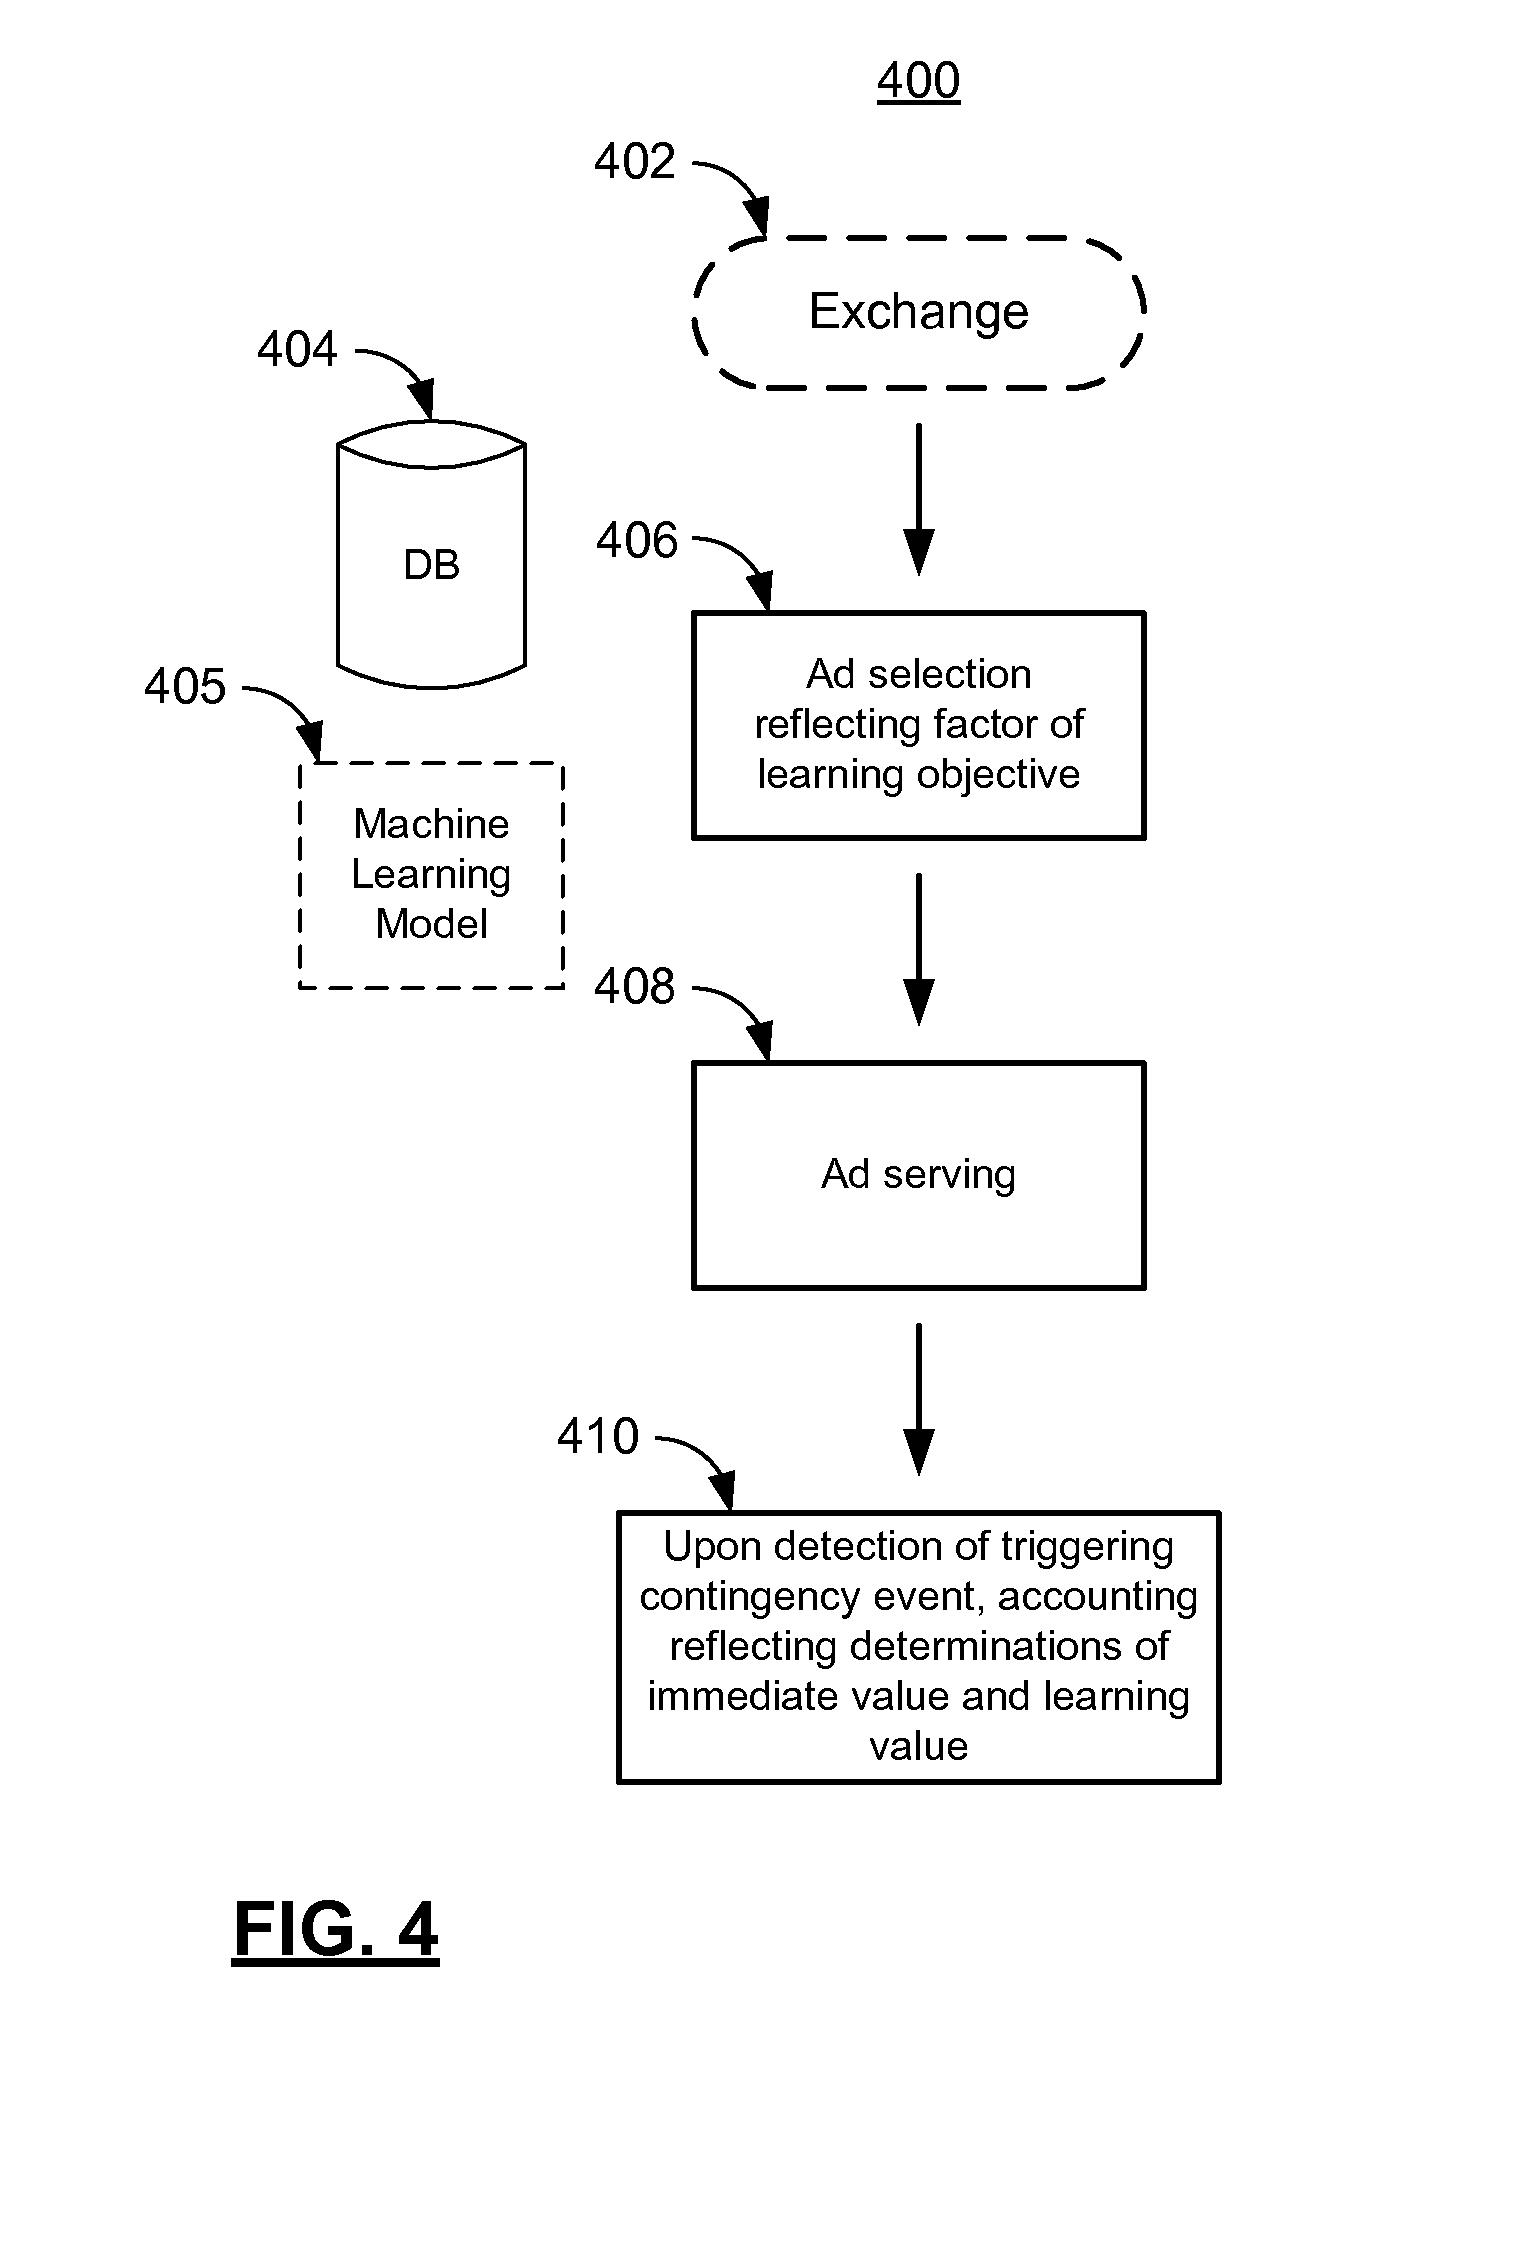 400
402
Exchange
404
DB
405
Machine
Learning
Model
406
Ad selection
reflecting factor of
learning objective
408
Ad serving
410
Upon detection of triggering
contingency event, accounting
reflecting determinations of
immediate value and learning
value
FIG. 4